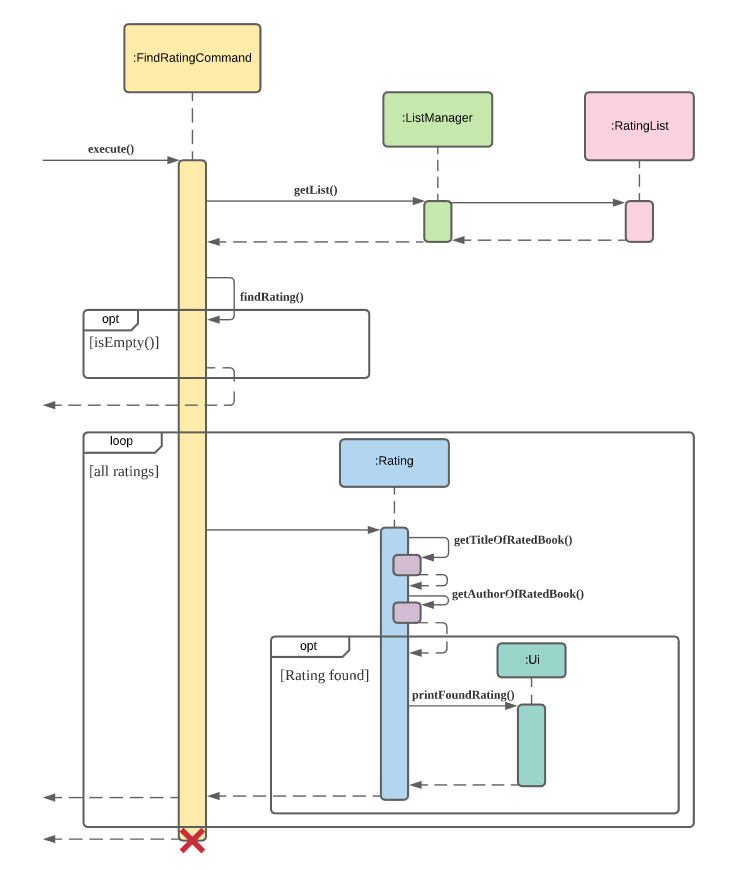 :FindRatingCommand
:ListManager
:RatingList
execute()
getList()
findRating()
opt
[isEmpty()]
loop
:Rating
[all ratings]
getTitleOfRatedBook()
getAuthorOfRatedBook()
opt
:Ui
[Rating found]
printFoundRating()